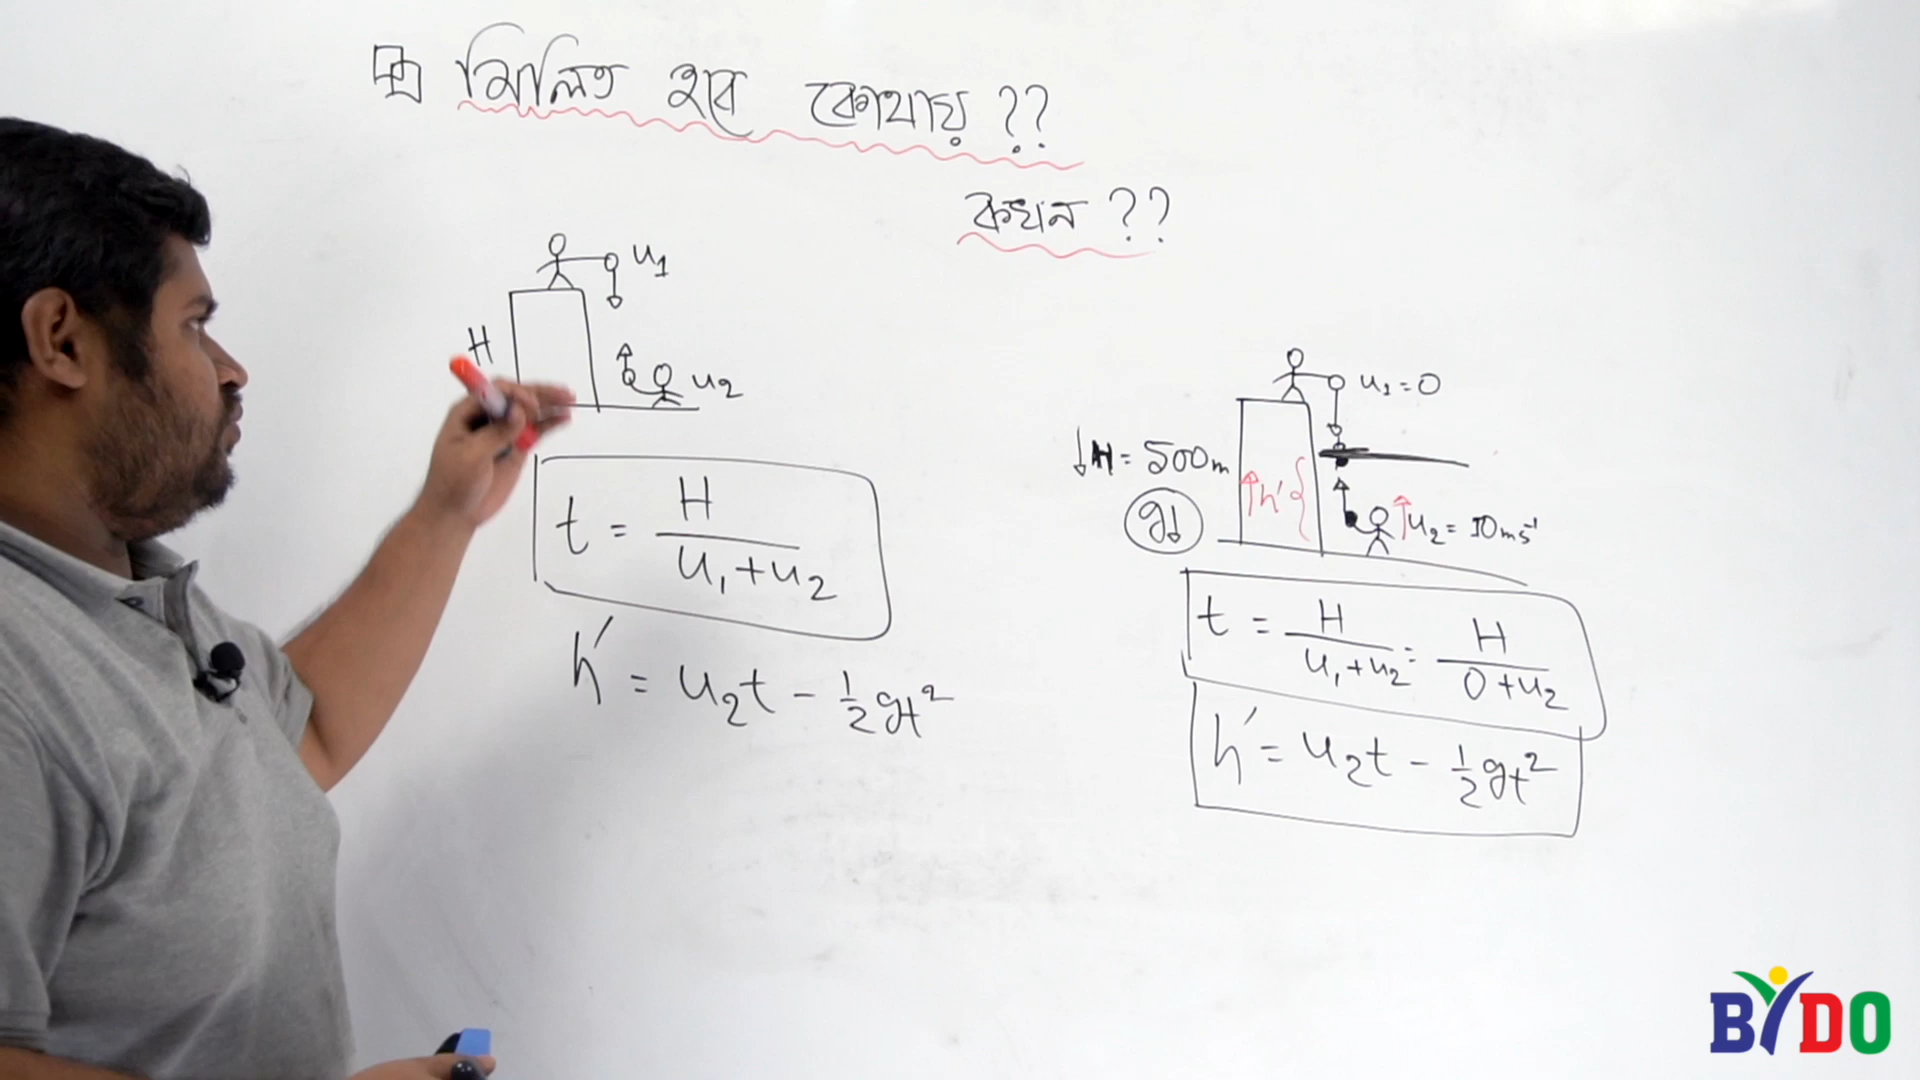 মিলিত হবে কোথায় ??
কখন ??
u₁
H
u₂
t = H / (u₁ + u₂)
h′ = u₂t - ½gt²
u₁ = 0
↓H = 500m
↑h′
g↓
↑u₂ = 10ms⁻¹
t = H / (u₁ + u₂) = H / (0 + u₂)
h′ = u₂t - ½gt²
BYDO